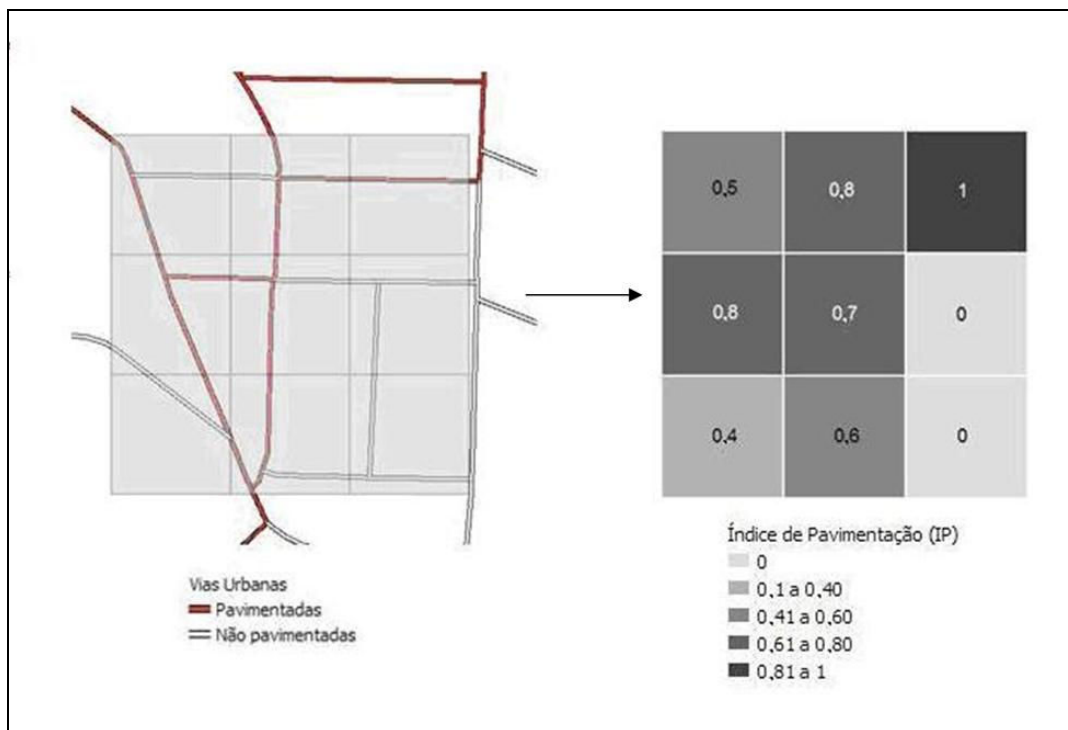 0,5 0,8 1
0,8 0,7 0
0,4 0,6 0
Vias Urbanas
Pavimentadas
Não pavimentadas
Índice de Pavimentação (IP)
0
0,1 a 0,40
0,41 a 0,60
0,61 a 0,80
0,81 a 1